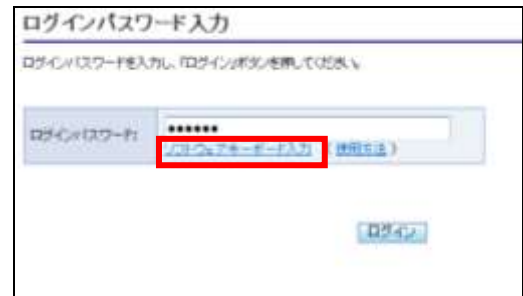 ログインパスワード入力
ログインパスワードを入力し、「ログイン」ボタンを押してください。
ログインパスワード: ●●●●●●
ソフトウェアキーボード入力 ( 使用方法 )
ログイン